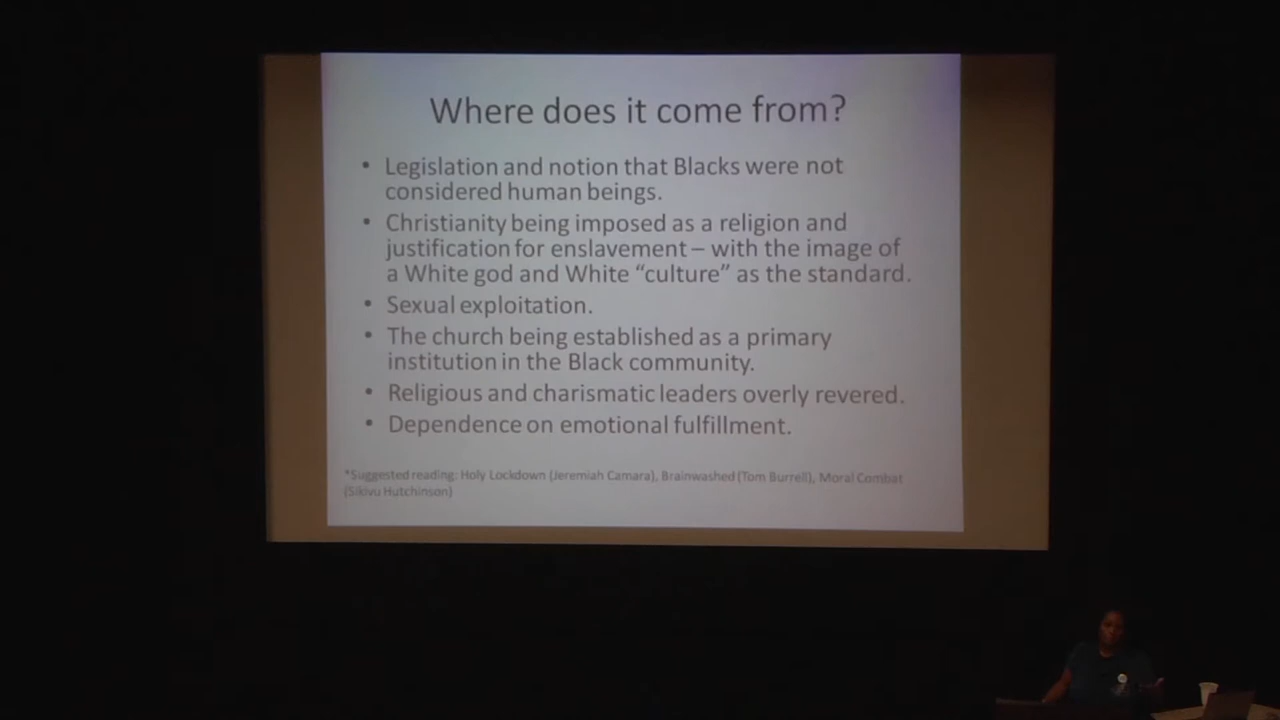 Where does it come from?
• Legislation and notion that Blacks were not
considered human beings.
• Christianity being imposed as a religion and
justification for enslavement – with the image of
a White god and White “culture” as the standard.
• Sexual exploitation.
• The church being established as a primary
institution in the Black community.
• Religious and charismatic leaders overly revered.
• Dependence on emotional fulfillment.
*Suggested reading: Holy Lockdown (Jeremiah Camara), Brainwashed (Tom Burrell), Moral Combat
(Sikivu Hutchinson)